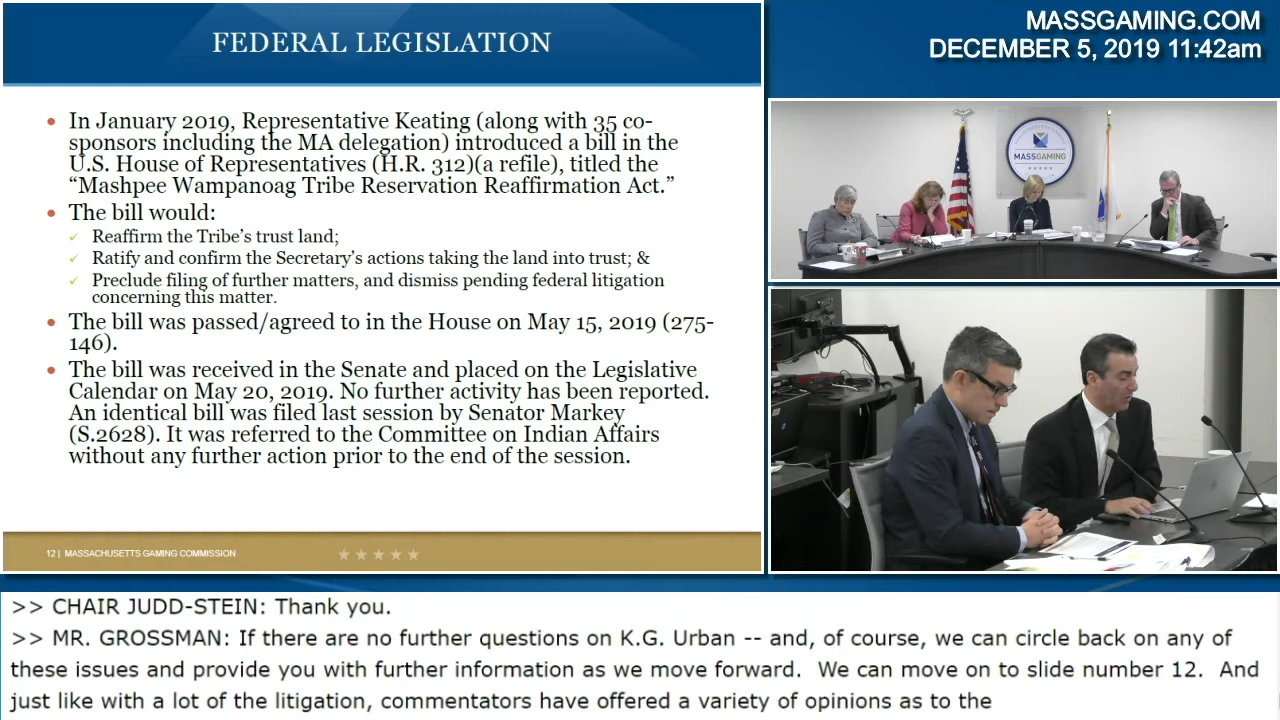 FEDERAL LEGISLATION
• In January 2019, Representative Keating (along with 35 co-
sponsors including the MA delegation) introduced a bill in the
U.S. House of Representatives (H.R. 312)(a refile), titled the
“Mashpee Wampanoag Tribe Reservation Reaffirmation Act.”
• The bill would:
✓ Reaffirm the Tribe’s trust land;
✓ Ratify and confirm the Secretary’s actions taking the land into trust; &
✓ Preclude filing of further matters, and dismiss pending federal litigation
concerning this matter.
• The bill was passed/agreed to in the House on May 15, 2019 (275-
146).
• The bill was received in the Senate and placed on the Legislative
Calendar on May 20, 2019. No further activity has been reported.
An identical bill was filed last session by Senator Markey
(S.2628). It was referred to the Committee on Indian Affairs
without any further action prior to the end of the session.
12 | MASSACHUSETTS GAMING COMMISSION
MASSGAMING.COM
DECEMBER 5, 2019 11:42am
MASSGAMING
>> CHAIR JUDD-STEIN: Thank you.
>> MR. GROSSMAN: If there are no further questions on K.G. Urban -- and, of course, we can circle back on any of
these issues and provide you with further information as we move forward. We can move on to slide number 12. And
just like with a lot of the litigation, commentators have offered a variety of opinions as to the